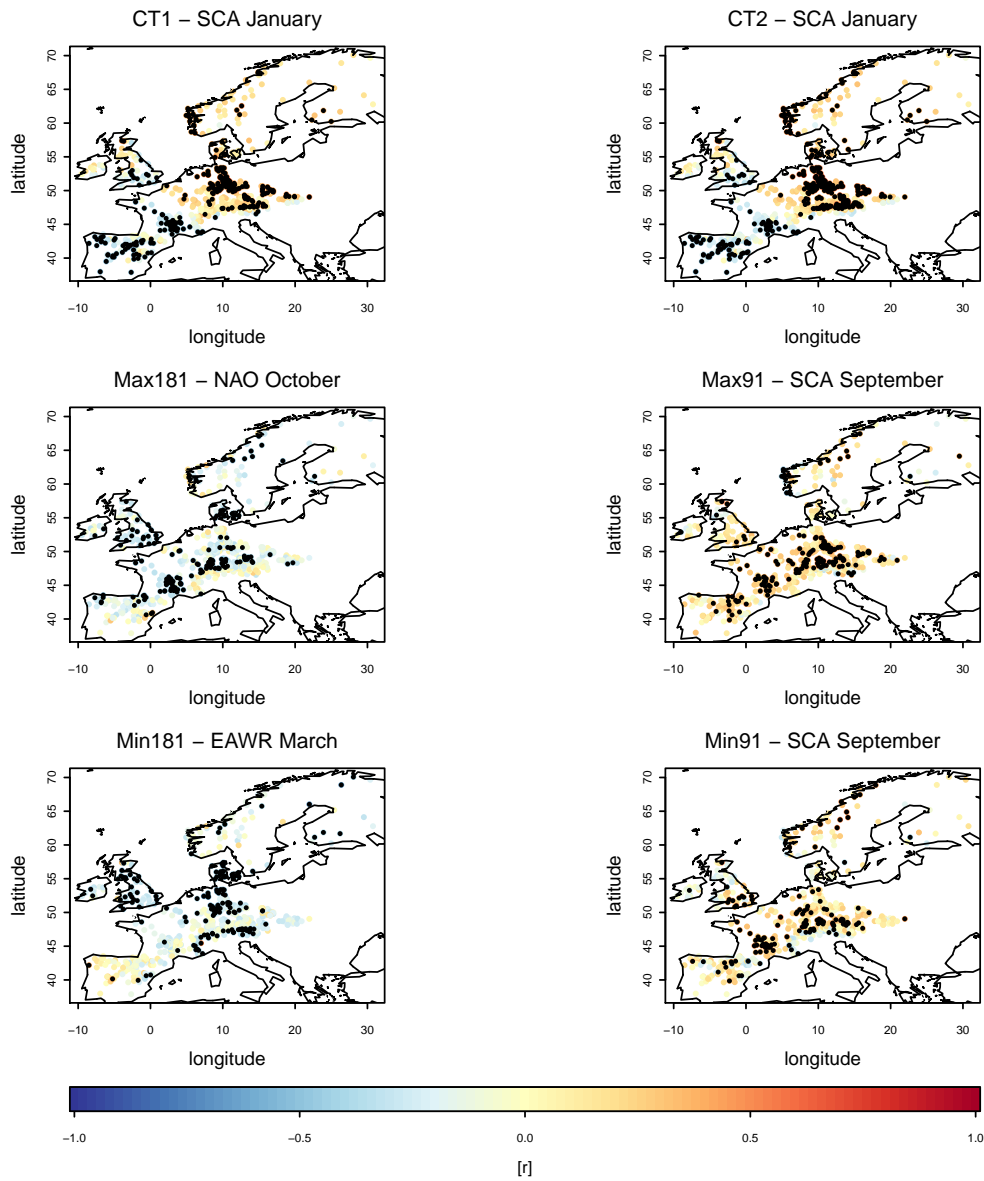 CT1 – SCA January
CT2 – SCA January
latitude
70
65
60
55
50
45
40
−10 0 10 20 30
longitude
latitude
70
65
60
55
50
45
40
−10 0 10 20 30
longitude
Max181 – NAO October
Max91 – SCA September
latitude
70
65
60
55
50
45
40
−10 0 10 20 30
longitude
latitude
70
65
60
55
50
45
40
−10 0 10 20 30
longitude
Min181 – EAWR March
Min91 – SCA September
latitude
70
65
60
55
50
45
40
−10 0 10 20 30
longitude
latitude
70
65
60
55
50
45
40
−10 0 10 20 30
longitude
−1.0 −0.5 0.0 0.5 1.0
[r]